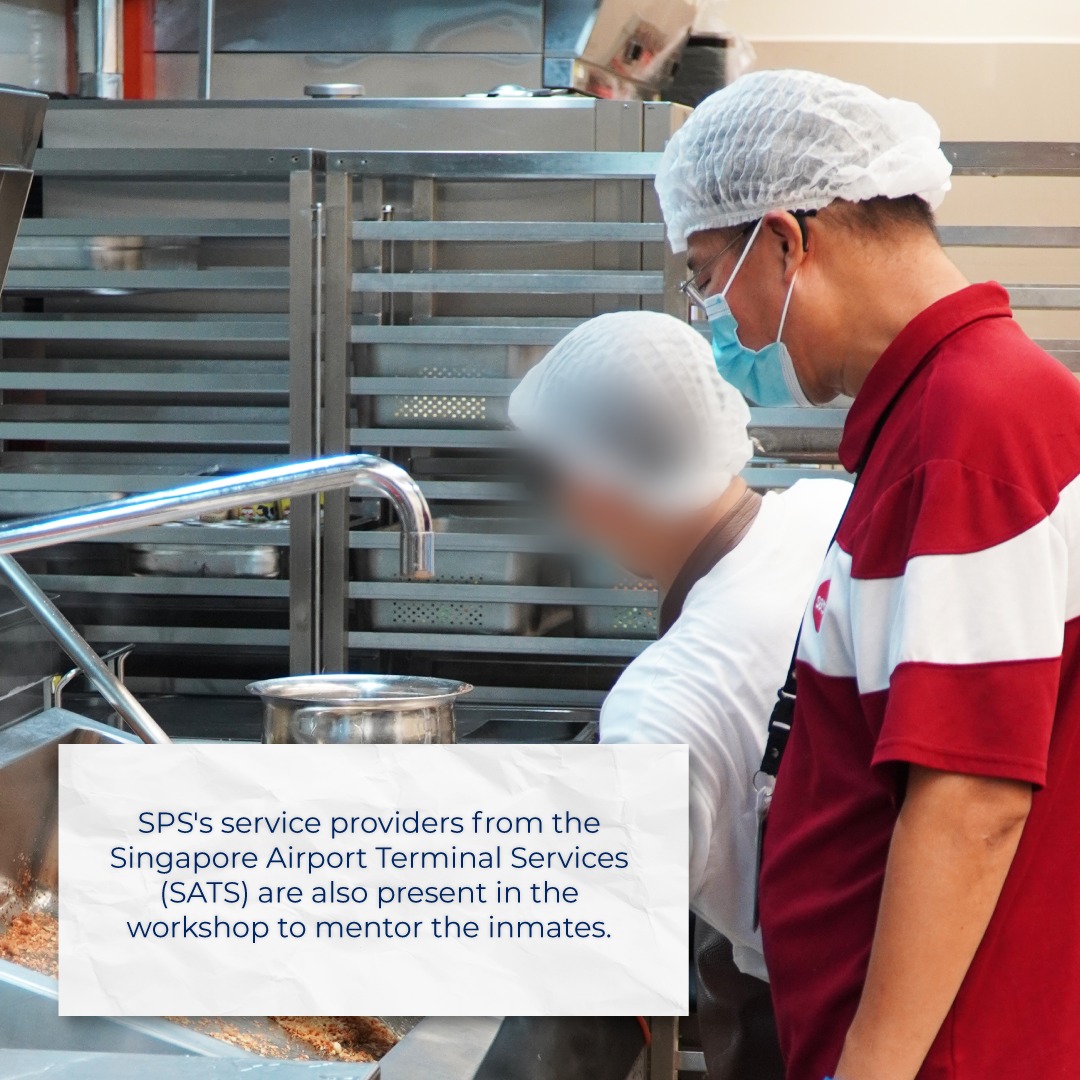 SPS's service providers from the
Singapore Airport Terminal Services
(SATS) are also present in the
workshop to mentor the inmates.